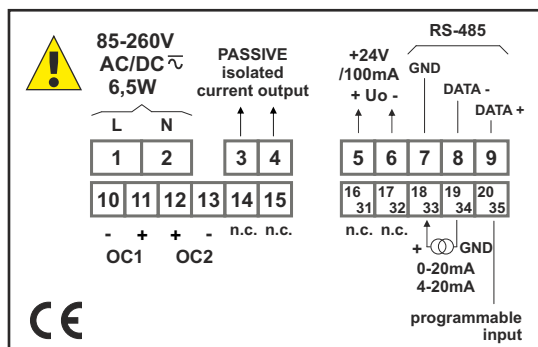 85-260V
AC/DC
6,5W
L N
PASSIVE
isolated
current output
+24V
/100mA
+ Uo -
RS-485
GND
DATA -
DATA +
1 2 3 4 5 6 7 8 9
10 11 12 13 14 15
16 17 18 19 20
31 32 33 34 35
- + + -
OC1 OC2
n.c. n.c.
n.c. n.c.
+ GND
0-20mA
4-20mA
programmable
input
CE